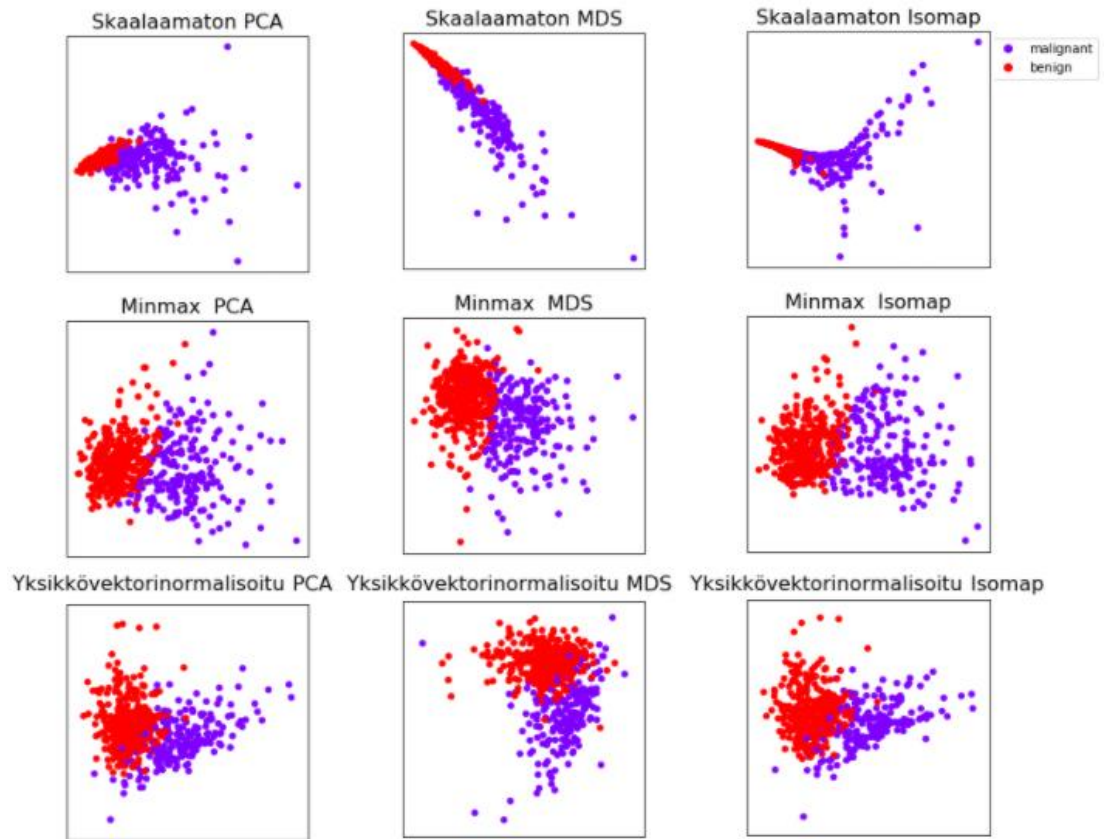 Skaalaamaton PCA
Skaalaamaton MDS
Skaalaamaton Isomap
malignant
benign
Minmax  PCA
Minmax  MDS
Minmax  Isomap
Yksikkövektorinormalisoitu PCA
Yksikkövektorinormalisoitu MDS
Yksikkövektorinormalisoitu Isomap